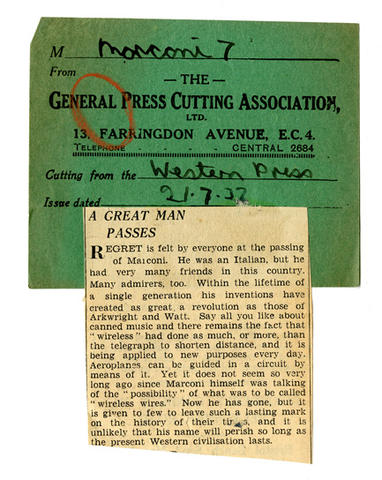 M Marconi 7
From
— THE —
GENERAL PRESS CUTTING ASSOCIATION,
LTD.
13, FARRINGDON AVENUE, E.C.4.
TELEPHONE . . . . CENTRAL 2684
Cutting from the Western Press
Issue dated 21.7.37
A GREAT MAN
PASSES
REGRET is felt by everyone at the passing
of Marconi. He was an Italian, but he
had very many friends in this country.
Many admirers, too. Within the lifetime of
a single generation his inventions have
created as great a revolution as those of
Arkwright and Watt. Say all you like about
canned music and there remains the fact that
"wireless" had done as much, or more, than
the telegraph to shorten distance, and it is
being applied to new purposes every day.
Aeroplanes can be guided in a circuit by
means of it. Yet it does not seem so very
long ago since Marconi himself was talking
of the "possibility" of what was to be called
"wireless wires." Now he has gone, but it
is given to few to leave such a lasting mark
on the history of their times, and it is
unlikely that his name will perish so long as
the present Western civilisation lasts.